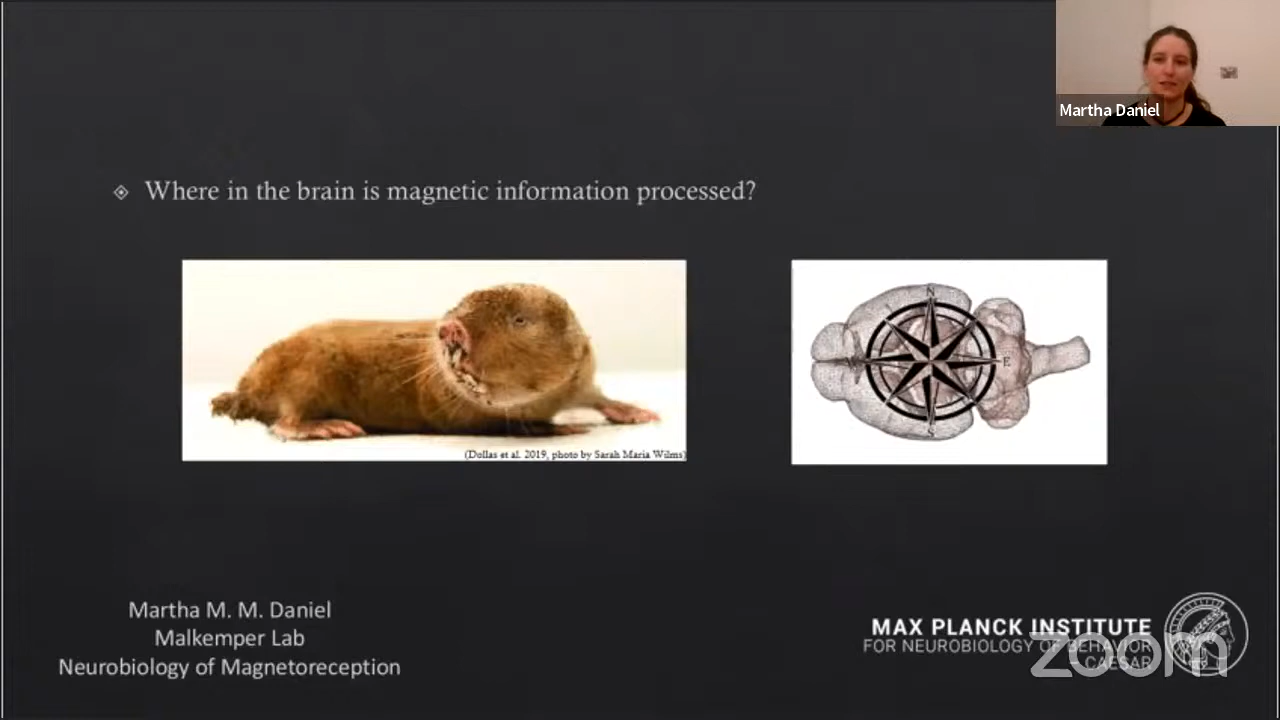 Martha Daniel
Where in the brain is magnetic information processed?
(Dollas et al. 2019, photo by Sarah Maria Wilms)
N
E
S
Martha M. M. Daniel
Malkemper Lab
Neurobiology of Magnetoreception
MAX PLANCK INSTITUTE
FOR NEUROBIOLOGY OF BEHAVIOR
CAESAR
zoom